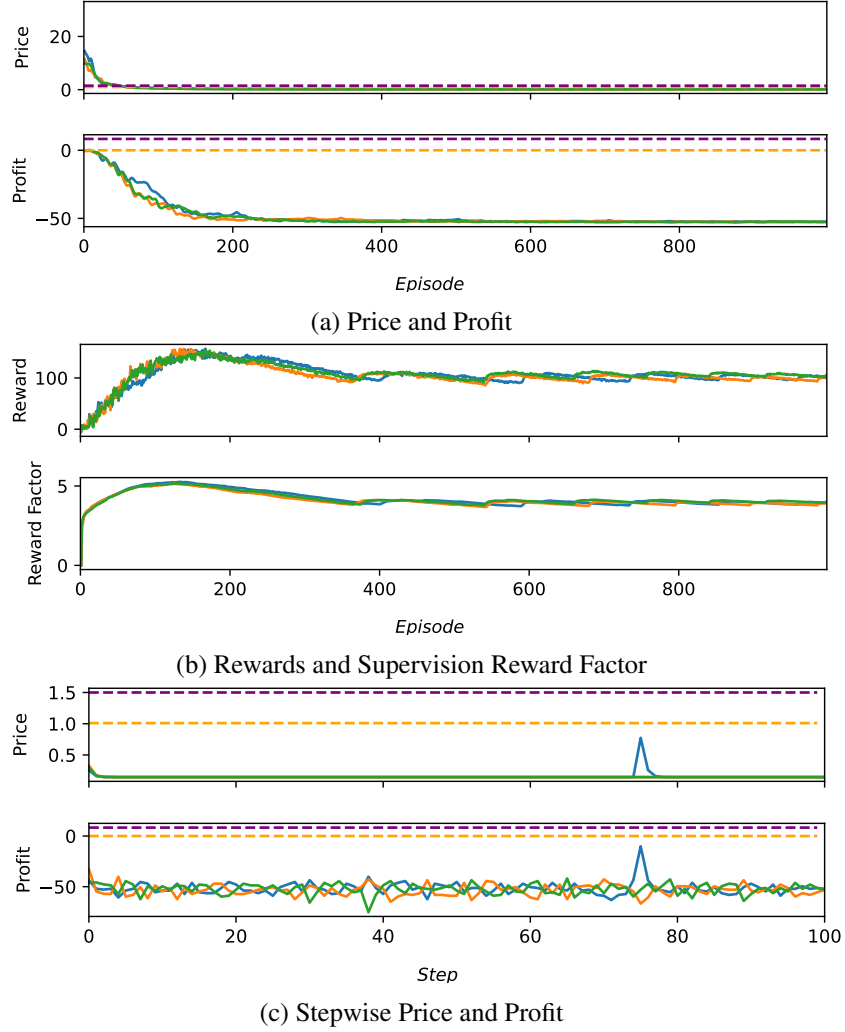 Price
20
0
Profit
0
−50
0 200 400 600 800
Episode
(a) Price and Profit
Reward
100
0
Reward Factor
5
0
0 200 400 600 800
Episode
(b) Rewards and Supervision Reward Factor
Price
1.5
1.0
0.5
Profit
0
−50
0 20 40 60 80 100
Step
(c) Stepwise Price and Profit